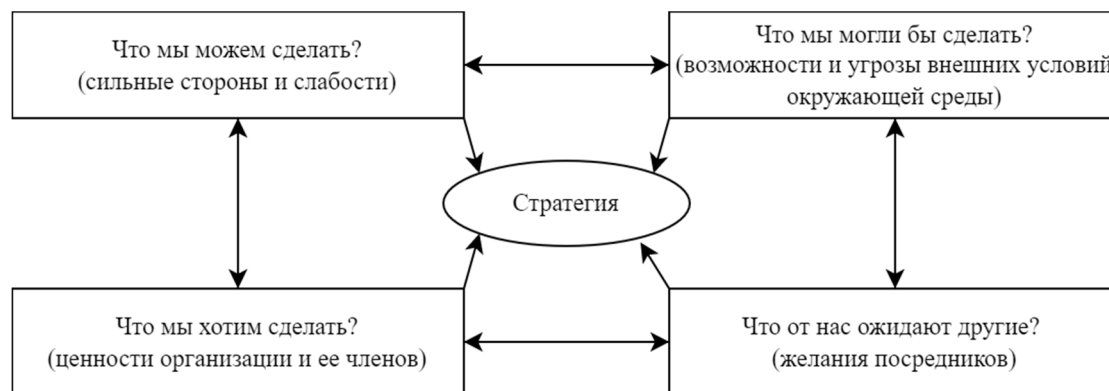 Что мы можем сделать?
(сильные стороны и слабости)
Что мы могли бы сделать?
(возможности и угрозы внешних условий
окружающей среды)
Стратегия
Что мы хотим сделать?
(ценности организации и ее членов)
Что от нас ожидают другие?
(желания посредников)